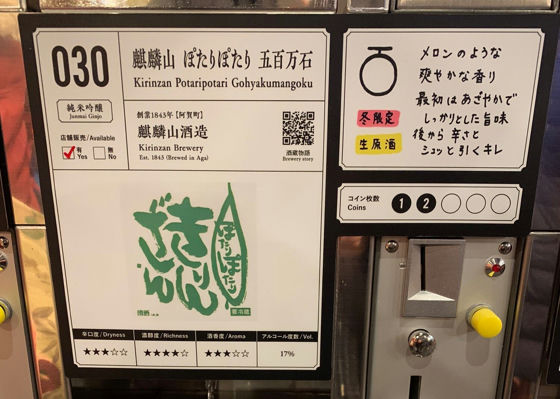 030
純米吟醸
Junmai Ginjo
店舗販売/Available
有 Yes
無 No
麒麟山 ぽたりぽたり 五百万石
Kirinzan Potaripotari Gohyakumangoku
創業1843年【阿賀町】
麒麟山酒造
Kirinzan Brewery
Est. 1843 (Brewed in Aga)
酒蔵物語
Brewery story
きりん
ざん
ぽたりぽたり
要冷蔵
辛口度/Dryness
★★★☆☆
酒醇度/Richness
★★★★☆
酒香度/Aroma
★★★☆☆
アルコール度数/Vol.
17%
メロンのような
爽やかな香り
最初はあざやかで
しっかりとした旨味
後から辛さと
シュッと引くキレ
冬限定
生原酒
コイン枚数
Coins
1 2